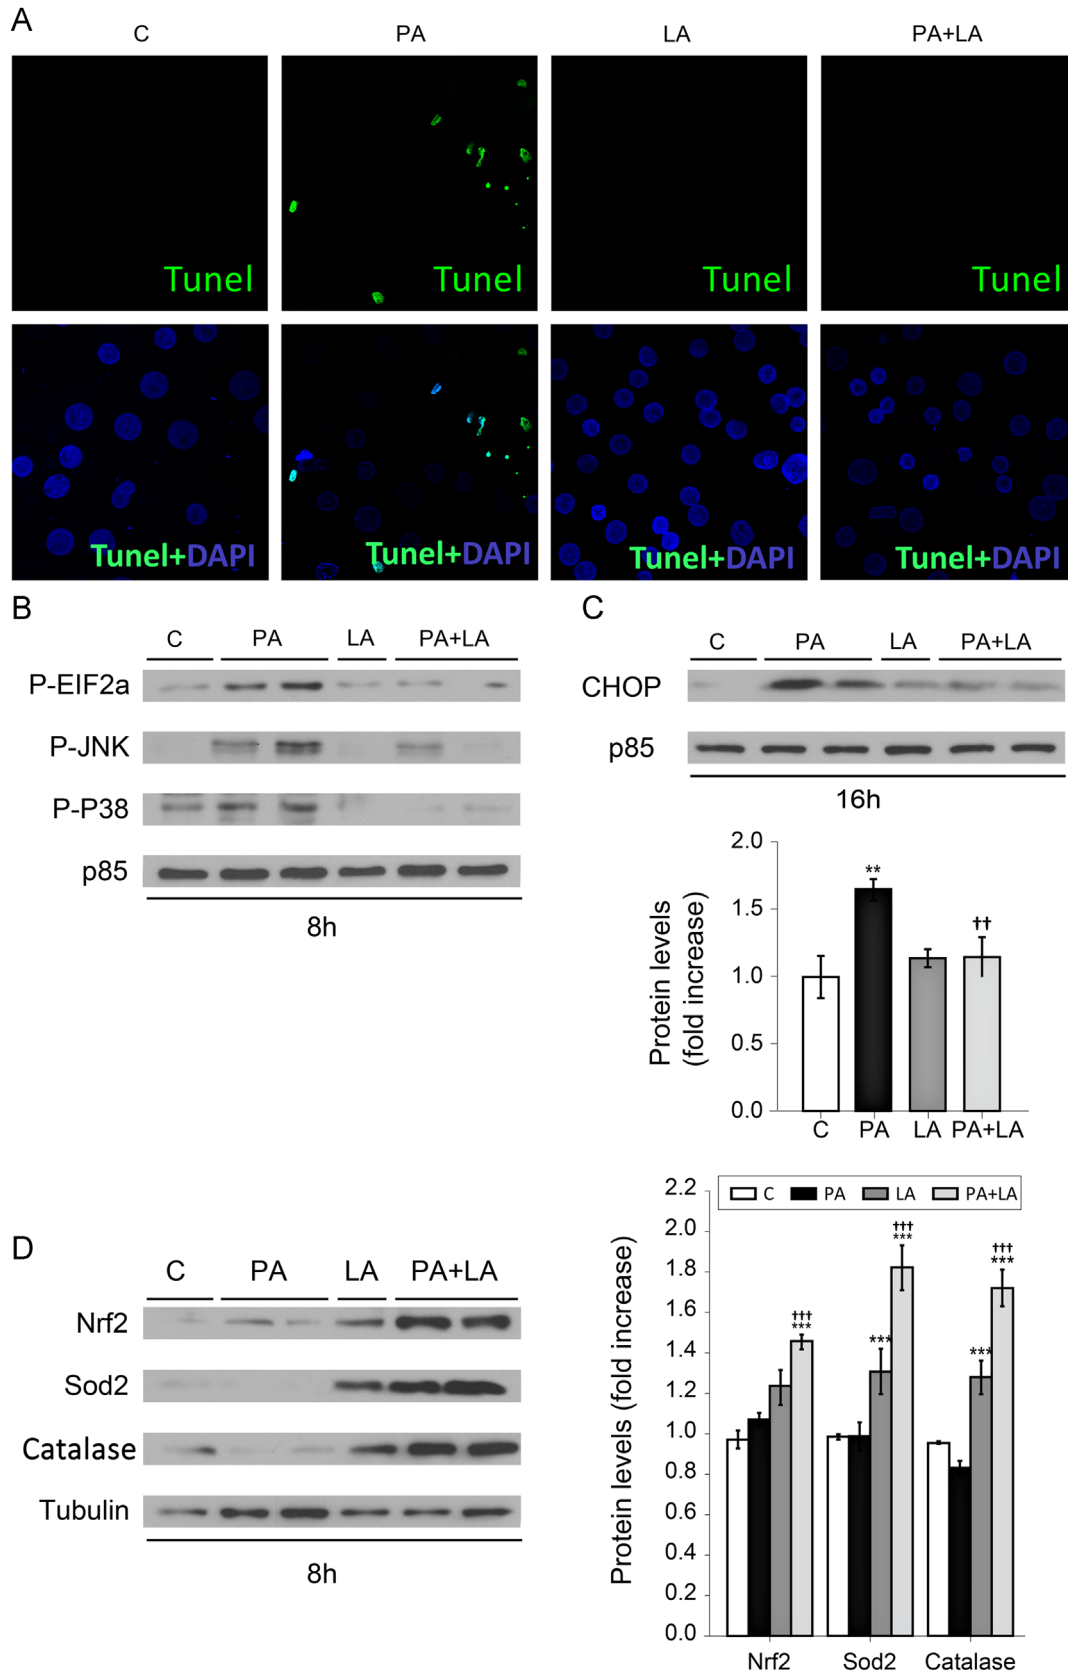 A
C PA LA PA+LA
Tunel Tunel Tunel Tunel
Tunel+DAPI Tunel+DAPI Tunel+DAPI Tunel+DAPI
B
C PA LA PA+LA
P-EIF2a
P-JNK
P-P38
p85
8h
C
C PA LA PA+LA
CHOP
p85
16h
Protein levels
(fold increase)
2.0
1.5
1.0
0.5
0.0
**
††
C PA LA PA+LA
D
C PA LA PA+LA
Nrf2
Sod2
Catalase
Tubulin
8h
Protein levels (fold increase)
2.2
2.0
1.8
1.6
1.4
1.2
1.0
0.8
0.6
0.4
0.2
0.0
C PA LA PA+LA
†††
***
***
†††
***
***
†††
***
Nrf2 Sod2 Catalase